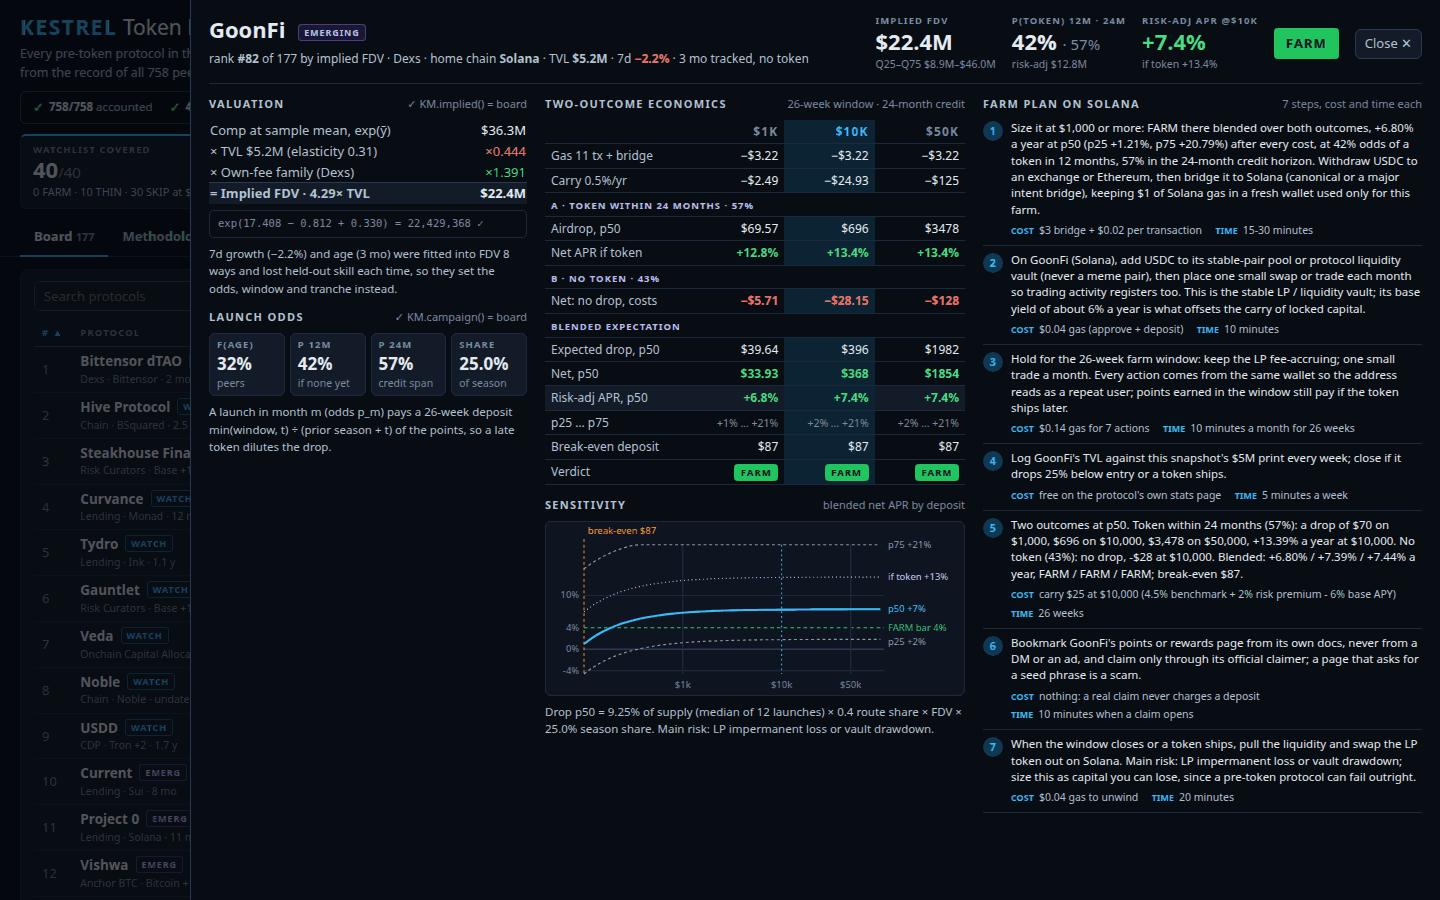 KESTREL Token
Every pre-token protocol in th
from the record of all 758 pee
✓ 758/758 accounted ✓ 4
WATCHLIST COVERED
40/40
0 FARM · 10 THIN · 30 SKIP at $
Board 177 Methodolo
Search protocols
# ▲ PROTOCOL
1 Bittensor dTAO
Dexs · Bittensor · 2 mo
2 Hive Protocol W
Chain · BSquared · 2.5
3 Steakhouse Fina
Risk Curators · Base +1
4 Curvance WATCH
Lending · Monad · 12 m
5 Tydro WATCH
Lending · Ink · 1.1 y
6 Gauntlet WATCH
Risk Curators · Base +1
7 Veda WATCH
Onchain Capital Alloca
8 Noble WATCH
Chain · Noble · undate
9 USDD WATCH
CDP · Tron +2 · 1.7 y
10 Current EMERG
Lending · Sui · 8 mo
11 Project 0 EMERG
Lending · Solana · 11 m
12 Vishwa EMERG
Anchor BTC · Bitcoin +
GoonFi EMERGING
rank #82 of 177 by implied FDV · Dexs · home chain Solana · TVL $5.2M · 7d −2.2% · 3 mo tracked, no token
IMPLIED FDV
$22.4M
Q25–Q75 $8.9M–$46.0M
P(TOKEN) 12M · 24M
42% · 57%
risk-adj $12.8M
RISK-ADJ APR @$10K
+7.4%
if token +13.4%
FARM
Close ✕
VALUATION ✓ KM.implied() = board
Comp at sample mean, exp(ȳ) $36.3M
× TVL $5.2M (elasticity 0.31) ×0.444
× Own-fee family (Dexs) ×1.391
= Implied FDV · 4.29× TVL $22.4M
exp(17.408 − 0.812 + 0.330) = 22,429,368 ✓
7d growth (−2.2%) and age (3 mo) were fitted into FDV 8
ways and lost held-out skill each time, so they set the
odds, window and tranche instead.
LAUNCH ODDS ✓ KM.campaign() = board
F(AGE) P 12M P 24M SHARE
32% 42% 57% 25.0%
peers if none yet credit span of season
A launch in month m (odds p_m) pays a 26-week deposit
min(window, t) ÷ (prior season + t) of the points, so a late
token dilutes the drop.
TWO-OUTCOME ECONOMICS 26-week window · 24-month credit
$1K $10K $50K
Gas 11 tx + bridge −$3.22 −$3.22 −$3.22
Carry 0.5%/yr −$2.49 −$24.93 −$125
A · TOKEN WITHIN 24 MONTHS · 57%
Airdrop, p50 $69.57 $696 $3478
Net APR if token +12.8% +13.4% +13.4%
B · NO TOKEN · 43%
Net: no drop, costs −$5.71 −$28.15 −$128
BLENDED EXPECTATION
Expected drop, p50 $39.64 $396 $1982
Net, p50 $33.93 $368 $1854
Risk-adj APR, p50 +6.8% +7.4% +7.4%
p25 ... p75 +1% ... +21% +2% ... +21% +2% ... +21%
Break-even deposit $87 $87 $87
Verdict FARM FARM FARM
SENSITIVITY blended net APR by deposit
break-even $87
p75 +21%
if token +13%
10%
p50 +7%
4% FARM bar 4%
p25 +2%
0%
-4%
$1k $10k $50k
Drop p50 = 9.25% of supply (median of 12 launches) × 0.4 route share × FDV ×
25.0% season share. Main risk: LP impermanent loss or vault drawdown.
FARM PLAN ON SOLANA 7 steps, cost and time each
1 Size it at $1,000 or more: FARM there blended over both outcomes, +6.80%
a year at p50 (p25 +1.21%, p75 +20.79%) after every cost, at 42% odds of a
token in 12 months, 57% in the 24-month credit horizon. Withdraw USDC to
an exchange or Ethereum, then bridge it to Solana (canonical or a major
intent bridge), keeping $1 of Solana gas in a fresh wallet used only for this
farm.
COST $3 bridge + $0.02 per transaction TIME 15-30 minutes
2 On GoonFi (Solana), add USDC to its stable-pair pool or protocol liquidity
vault (never a meme pair), then place one small swap or trade each month
so trading activity registers too. This is the stable LP / liquidity vault; its base
yield of about 6% a year is what offsets the carry of locked capital.
COST $0.04 gas (approve + deposit) TIME 10 minutes
3 Hold for the 26-week farm window: keep the LP fee-accruing; one small
trade a month. Every action comes from the same wallet so the address
reads as a repeat user; points earned in the window still pay if the token
ships later.
COST $0.14 gas for 7 actions TIME 10 minutes a month for 26 weeks
4 Log GoonFi's TVL against this snapshot's $5M print every week; close if it
drops 25% below entry or a token ships.
COST free on the protocol's own stats page TIME 5 minutes a week
5 Two outcomes at p50. Token within 24 months (57%): a drop of $70 on
$1,000, $696 on $10,000, $3,478 on $50,000, +13.39% a year at $10,000. No
token (43%): no drop, -$28 at $10,000. Blended: +6.80% / +7.39% / +7.44% a
year, FARM / FARM / FARM; break-even $87.
COST carry $25 at $10,000 (4.5% benchmark + 2% risk premium - 6% base APY)
TIME 26 weeks
6 Bookmark GoonFi's points or rewards page from its own docs, never from a
DM or an ad, and claim only through its official claimer; a page that asks for
a seed phrase is a scam.
COST nothing: a real claim never charges a deposit
TIME 10 minutes when a claim opens
7 When the window closes or a token ships, pull the liquidity and swap the LP
token out on Solana. Main risk: LP impermanent loss or vault drawdown;
size this as capital you can lose, since a pre-token protocol can fail outright.
COST $0.04 gas to unwind TIME 20 minutes